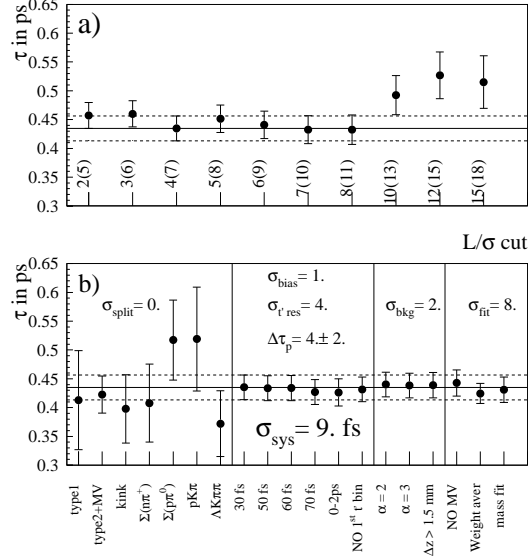 τ in ps
a)
0.65
0.6
0.55
0.5
0.45
0.4
0.35
0.3
2(5) 3(6) 4(7) 5(8) 6(9) 7(10) 8(11) 10(13) 12(15) 15(18)
L/σ cut
τ in ps
b)
0.65
0.6
0.55
0.5
0.45
0.4
0.35
0.3
σsplit=0.
σbias=1.
σt' res=4.
Δτp=4.± 2.
σbkg=2.
σfit=8.
σsys=9. fs
type1
type2+MV
kink
Σ(nπ⁺)
Σ(pπ⁰)
pKπ
ΛKππ
30 fs
50 fs
60 fs
70 fs
0-2ps
NO 1st t' bin
α = 2
α = 3
Δz > 1.5 mm
NO MV
Weight aver
mass fit